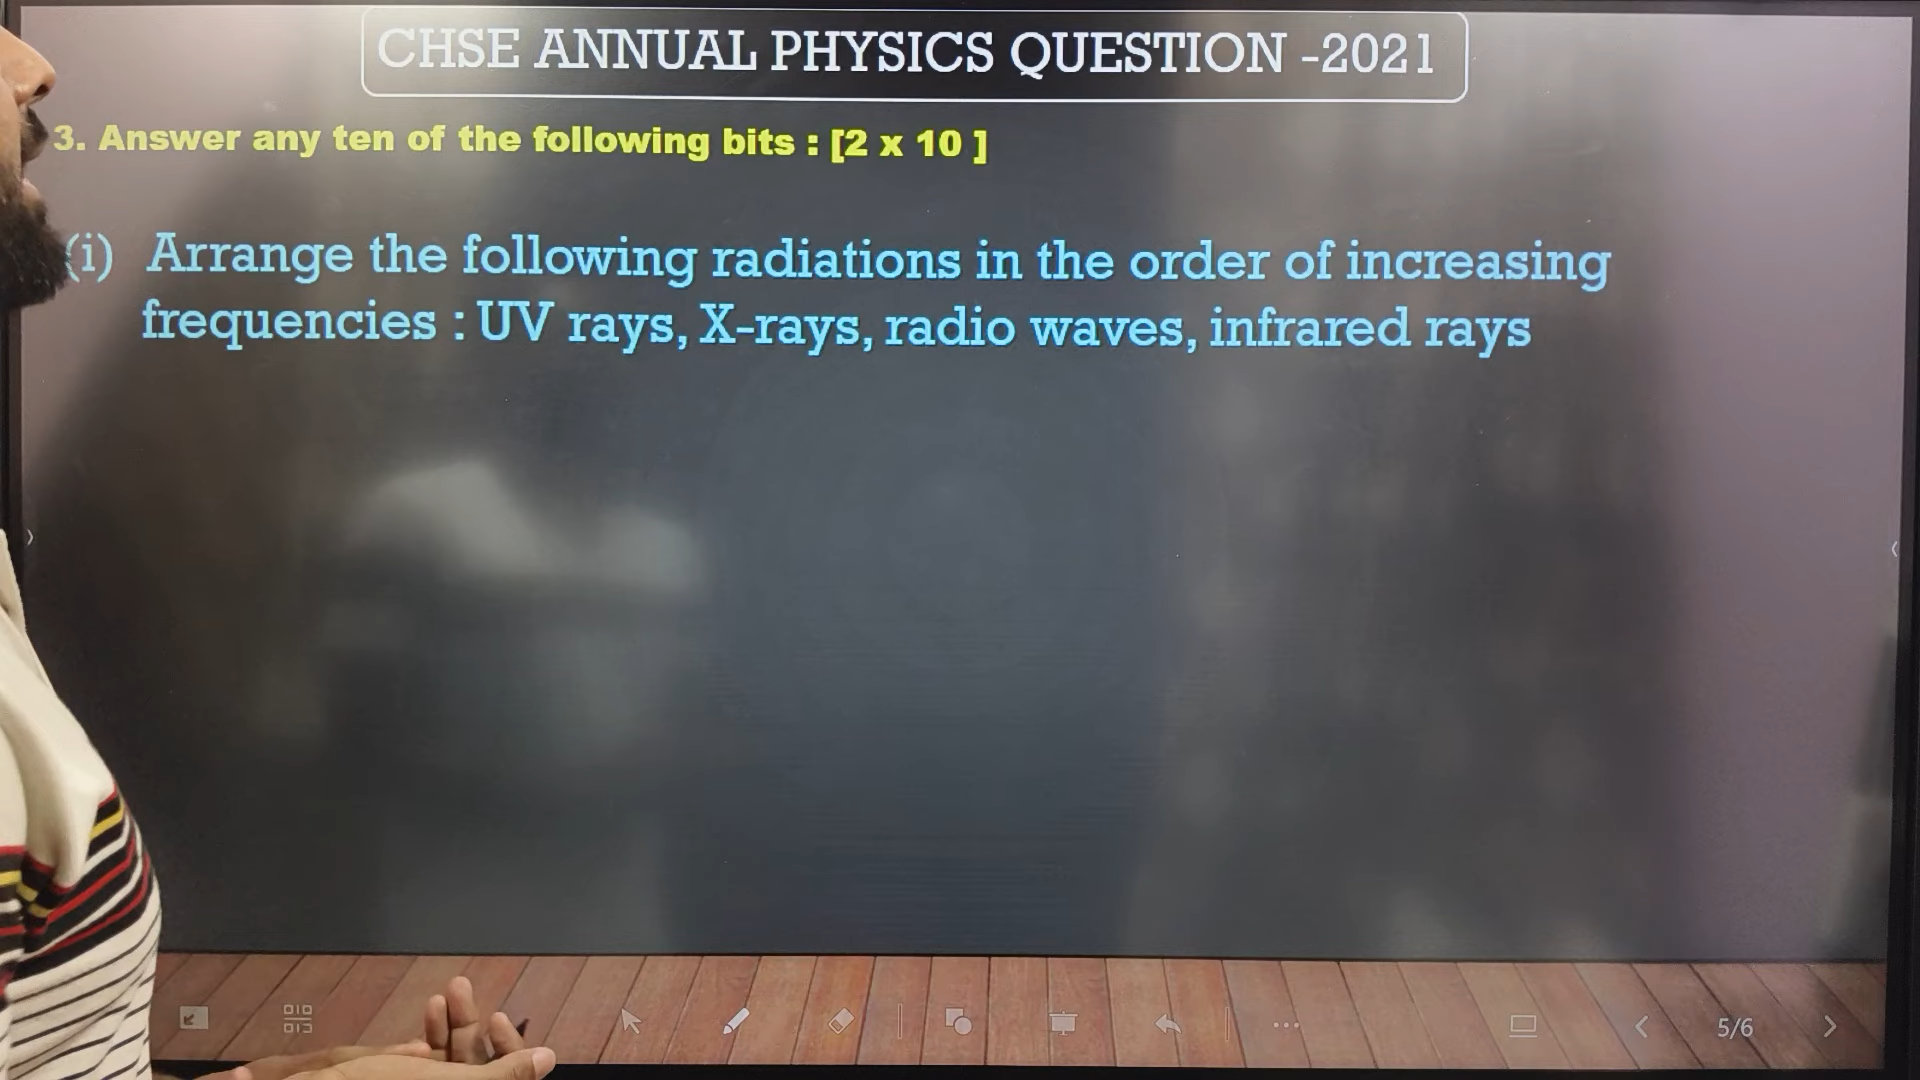 CHSE ANNUAL PHYSICS QUESTION -2021
3. Answer any ten of the following bits : [2 x 10 ]
(i) Arrange the following radiations in the order of increasing
frequencies : UV rays, X-rays, radio waves, infrared rays
5/6